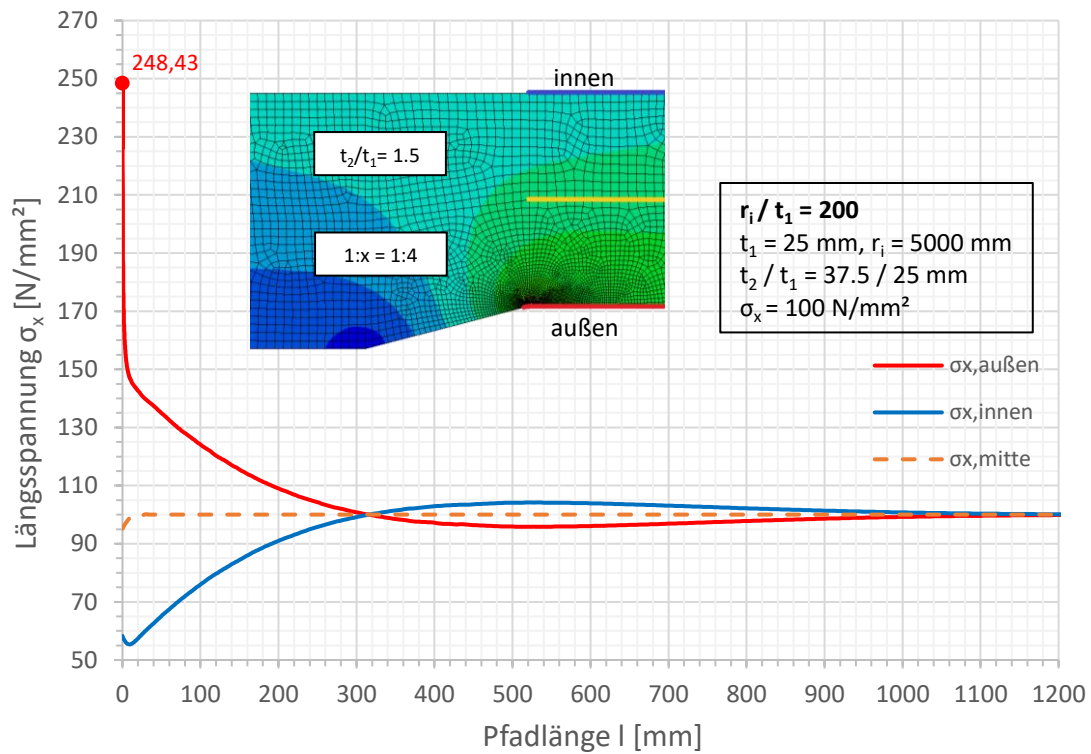 270
250
230
210
190
170
150
130
110
90
70
50
Längsspannung σx [N/mm²]
248,43
innen
t2/t1= 1.5
1:x = 1:4
außen
ri / t1 = 200
t1 = 25 mm, ri = 5000 mm
t2 / t1 = 37.5 / 25 mm
σx = 100 N/mm²
σx,außen
σx,innen
σx,mitte
0 100 200 300 400 500 600 700 800 900 1000 1100 1200
Pfadlänge l [mm]